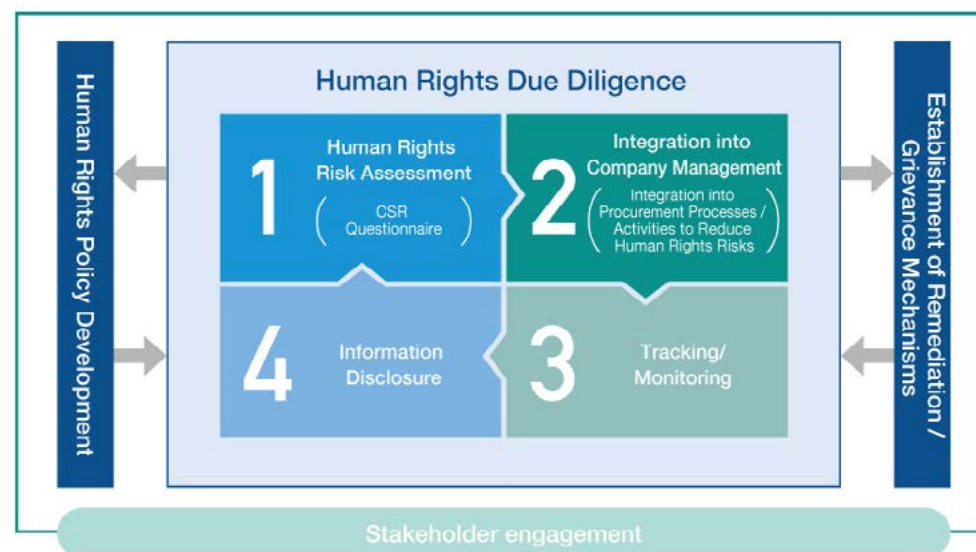 Human Rights Policy Development
Human Rights Due Diligence
1
Human Rights
Risk Assessment
( CSR
Questionnaire )
2
Integration into
Company Management
( Integration into
Procurement Processes /
Activities to Reduce
Human Rights Risks )
4
Information
Disclosure
3
Tracking/
Monitoring
Establishment of Remediation /
Grievance Mechanisms
Stakeholder engagement